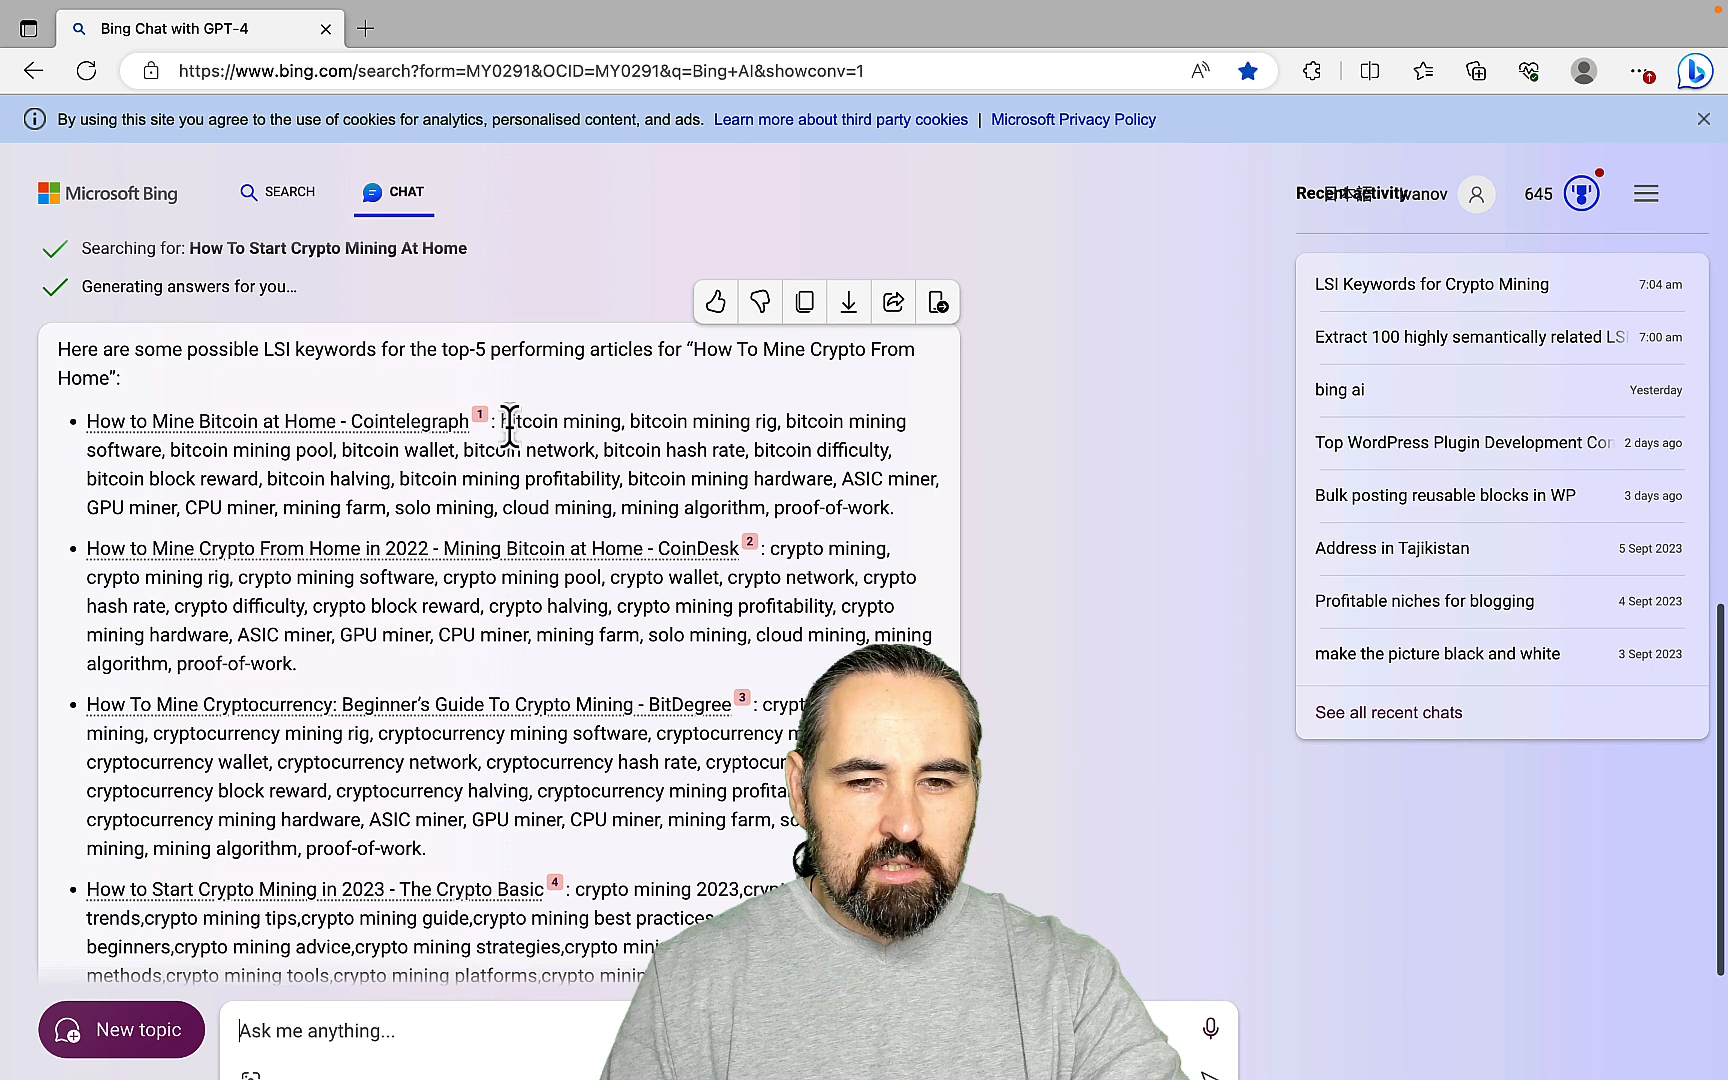 Bing Chat with GPT-4
https://www.bing.com/search?form=MY0291&OCID=MY0291&q=Bing+AI&showconv=1
By using this site you agree to the use of cookies for analytics, personalised content, and ads. Learn more about third party cookies | Microsoft Privacy Policy
Microsoft Bing
SEARCH
CHAT
Recent activity
日本語
wanov
645
Searching for: How To Start Crypto Mining At Home
Generating answers for you...
Here are some possible LSI keywords for the top-5 performing articles for “How To Mine Crypto From
Home”:
• How to Mine Bitcoin at Home - Cointelegraph 1 : bitcoin mining, bitcoin mining rig, bitcoin mining
software, bitcoin mining pool, bitcoin wallet, bitcoin network, bitcoin hash rate, bitcoin difficulty,
bitcoin block reward, bitcoin halving, bitcoin mining profitability, bitcoin mining hardware, ASIC miner,
GPU miner, CPU miner, mining farm, solo mining, cloud mining, mining algorithm, proof-of-work.
• How to Mine Crypto From Home in 2022 - Mining Bitcoin at Home - CoinDesk 2 : crypto mining,
crypto mining rig, crypto mining software, crypto mining pool, crypto wallet, crypto network, crypto
hash rate, crypto difficulty, crypto block reward, crypto halving, crypto mining profitability, crypto
mining hardware, ASIC miner, GPU miner, CPU miner, mining farm, solo mining, cloud mining, mining
algorithm, proof-of-work.
• How To Mine Cryptocurrency: Beginner’s Guide To Crypto Mining - BitDegree 3 :
mining, cryptocurrency mining rig, cryptocurrency mining software, cryptocurrency
cryptocurrency wallet, cryptocurrency network, cryptocurrency hash rate,
cryptocurrency block reward, cryptocurrency halving, cryptocurrency mining
cryptocurrency mining hardware, ASIC miner, GPU miner, CPU miner, mining farm,
mining, mining algorithm, proof-of-work.
• How to Start Crypto Mining in 2023 - The Crypto Basic 4 : crypto mining 2023,
trends,crypto mining tips,crypto mining guide,crypto mining best practices
beginners,crypto mining advice,crypto mining strategies,crypto
methods,crypto mining tools,crypto mining platforms,crypto
LSI Keywords for Crypto Mining 7:04 am
Extract 100 highly semantically related LSI 7:00 am
bing ai Yesterday
Top WordPress Plugin Development 2 days ago
Bulk posting reusable blocks in WP 3 days ago
Address in Tajikistan 5 Sept 2023
Profitable niches for blogging 4 Sept 2023
make the picture black and white 3 Sept 2023
See all recent chats
New topic
Ask me anything...